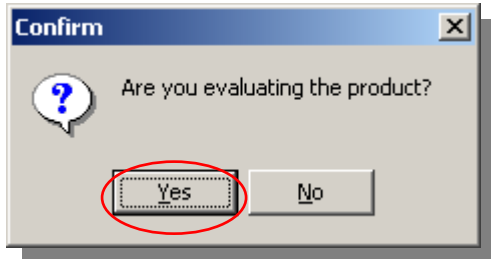 Confirm
Are you evaluating the product?
Yes No